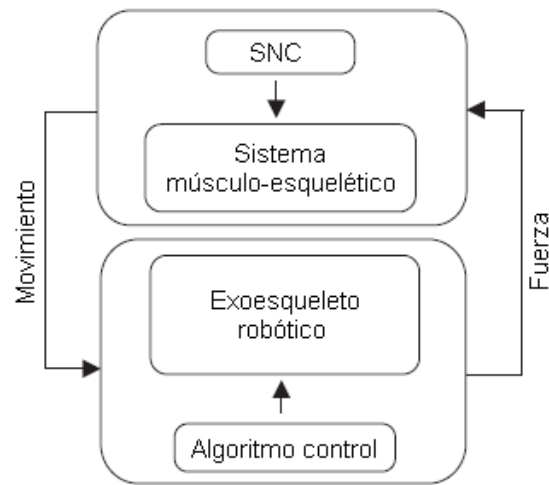 SNC
Sistema
músculo-esquelético
Movimiento
Fuerza
Exoesqueleto
robótico
Algoritmo control